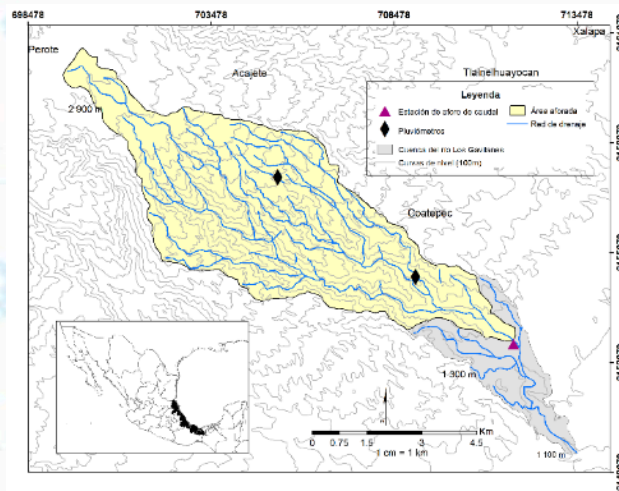 698478 703478 708478 713478
Perote
Xalapa
Acajete
Tlalnelhuayocan
2 900 m
Leyenda
Estación de aforo de caudal
Área aforada
Pluviómetros
Red de drenaje
Cuenca del río Los Gavilanes
Curvas de nivel (100m)
Coatepec
1 300 m
Km
0 0.75 1.5 3 4.5
1 cm = 1 km
1 100 m